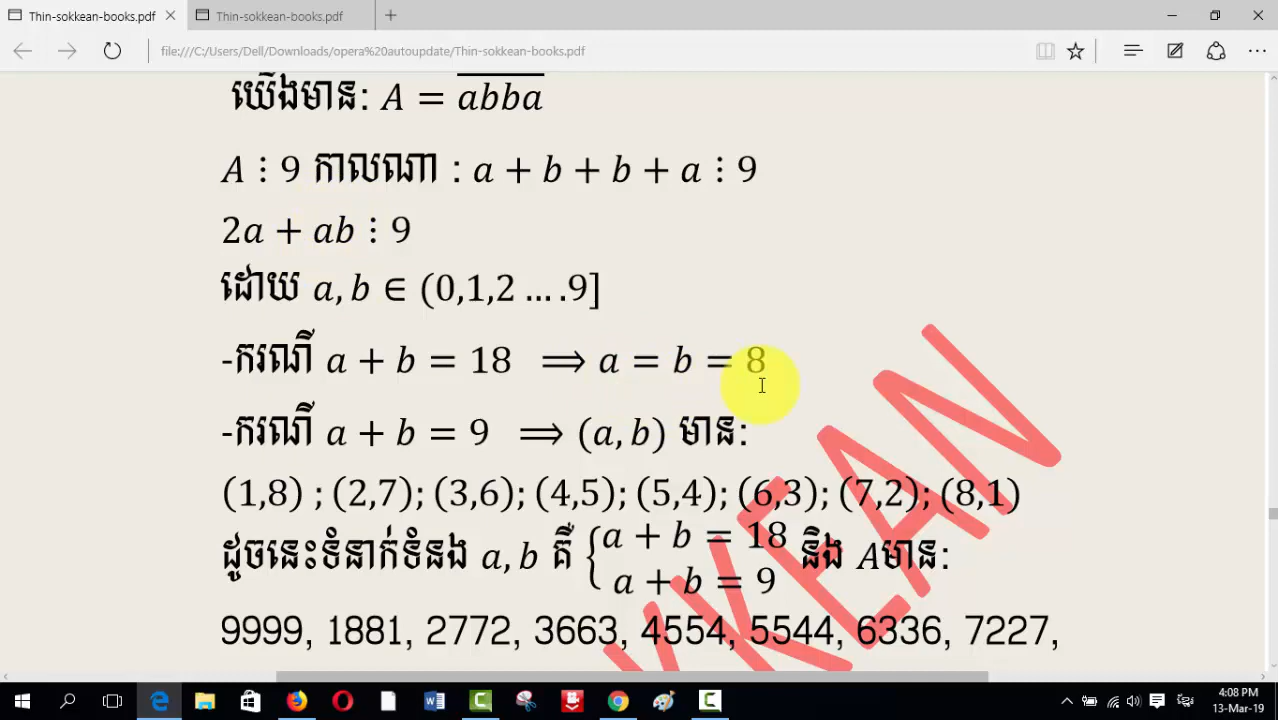 Thin-sokkean-books.pdf
Thin-sokkean-books.pdf
file:///C:/Users/Dell/Downloads/opera%20autoupdate/Thin-sokkean-books.pdf
យើងមាន: A = abba
A ⋮ 9 កាលណា : a + b + b + a ⋮ 9
2a + ab ⋮ 9
ដោយ a, b ∈ (0,1,2 … .9]
-ករណី a + b = 18 ⟹ a = b = 8
-ករណី a + b = 9 ⟹ (a, b) មាន:
(1,8) ; (2,7); (3,6); (4,5); (5,4); (6,3); (7,2); (8,1)
ដូចនេះទំនាក់ទំនង a, b គឺ { a + b = 18 និង Aមាន:
a + b = 9
9999, 1881, 2772, 3663, 4554, 5544, 6336, 7227,
KKEAN
4:08 PM
13-Mar-19